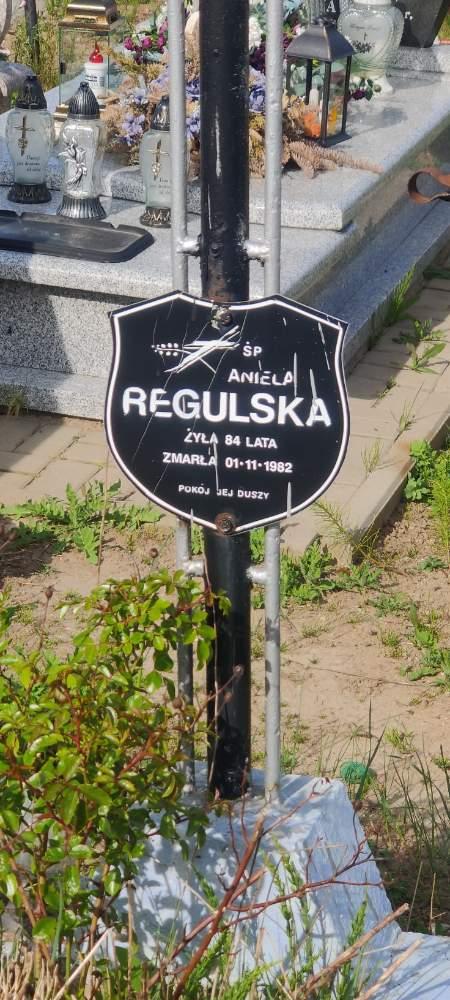 ŚP
ANIELA
REGULSKA
ŻYŁA 84 LATA
ZMARŁA 01·11·1982
POKÓJ JEJ DUSZY